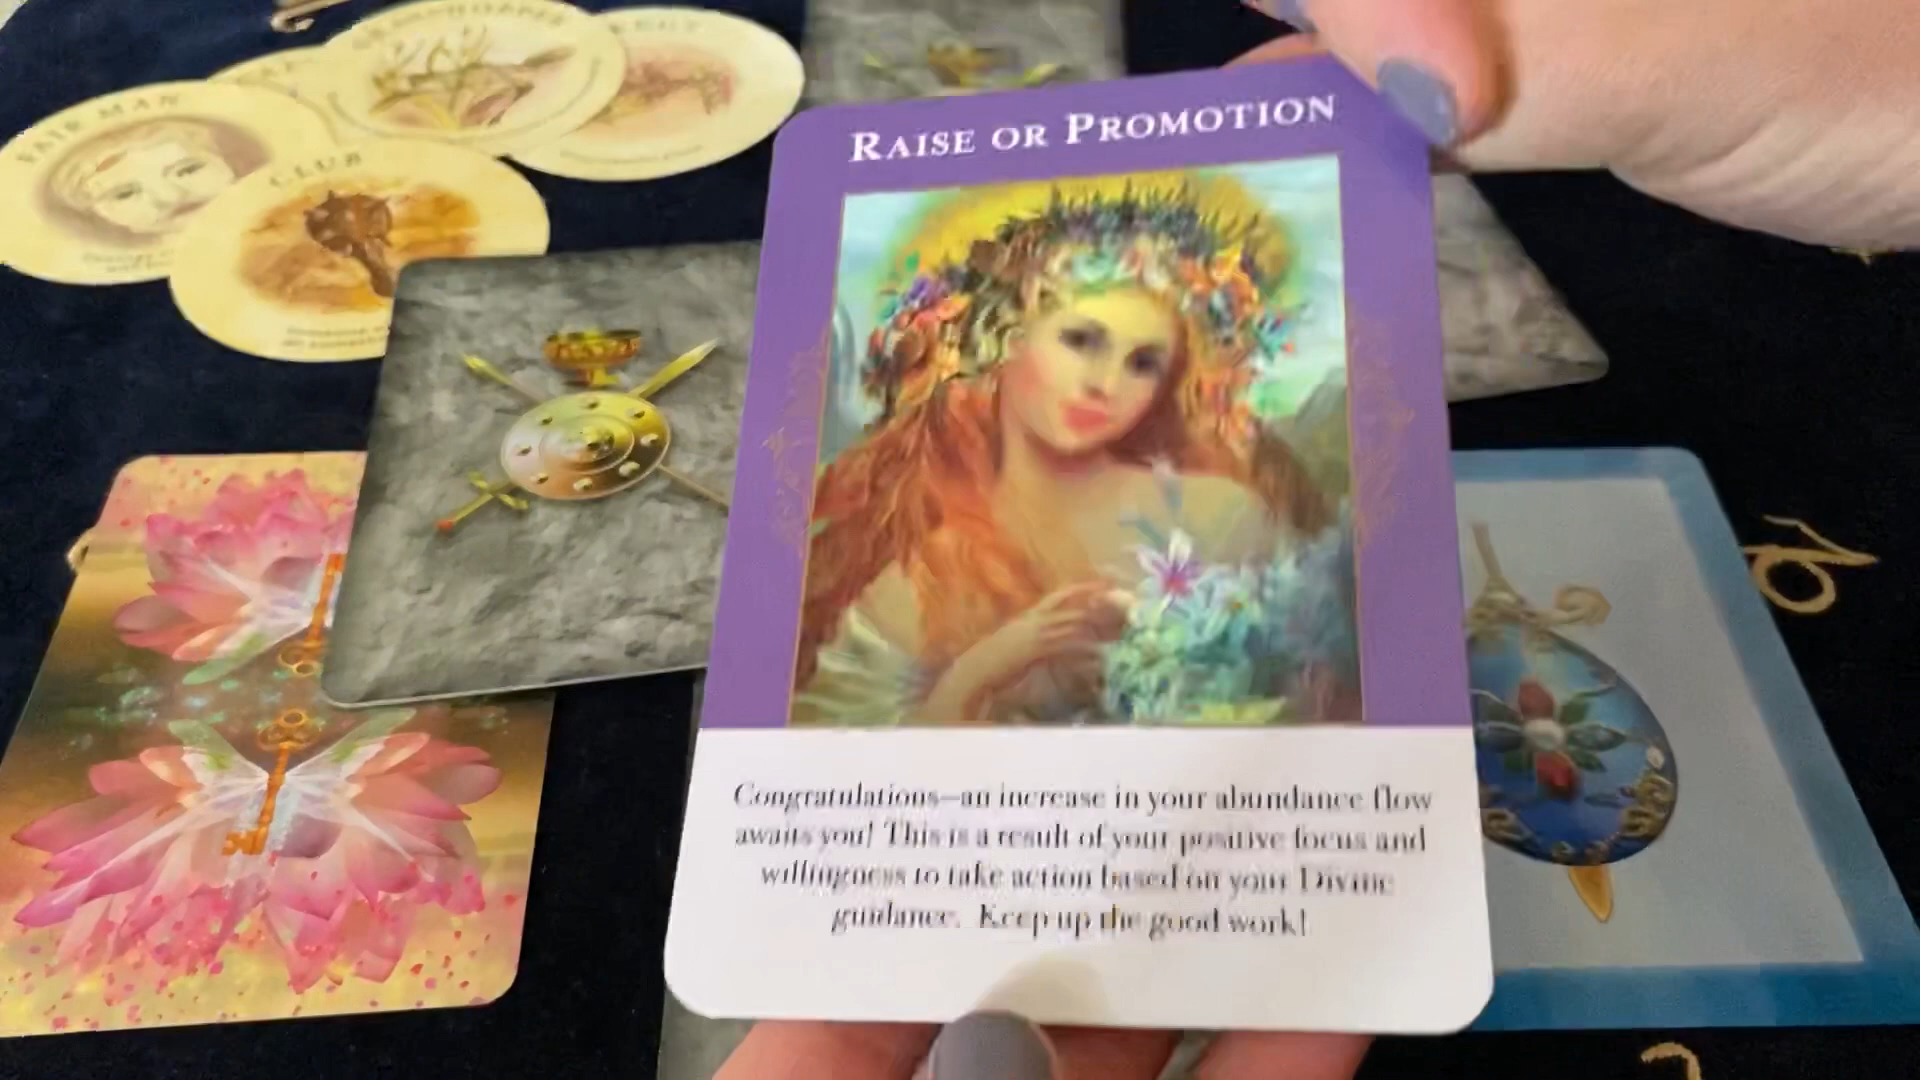 FAIR MAN
CLUB
RAISE OR PROMOTION
Congratulations—an increase in your abundance flow
awaits you! This is a result of your positive focus and
willingness to take action based on your Divine
guidance. Keep up the good work!